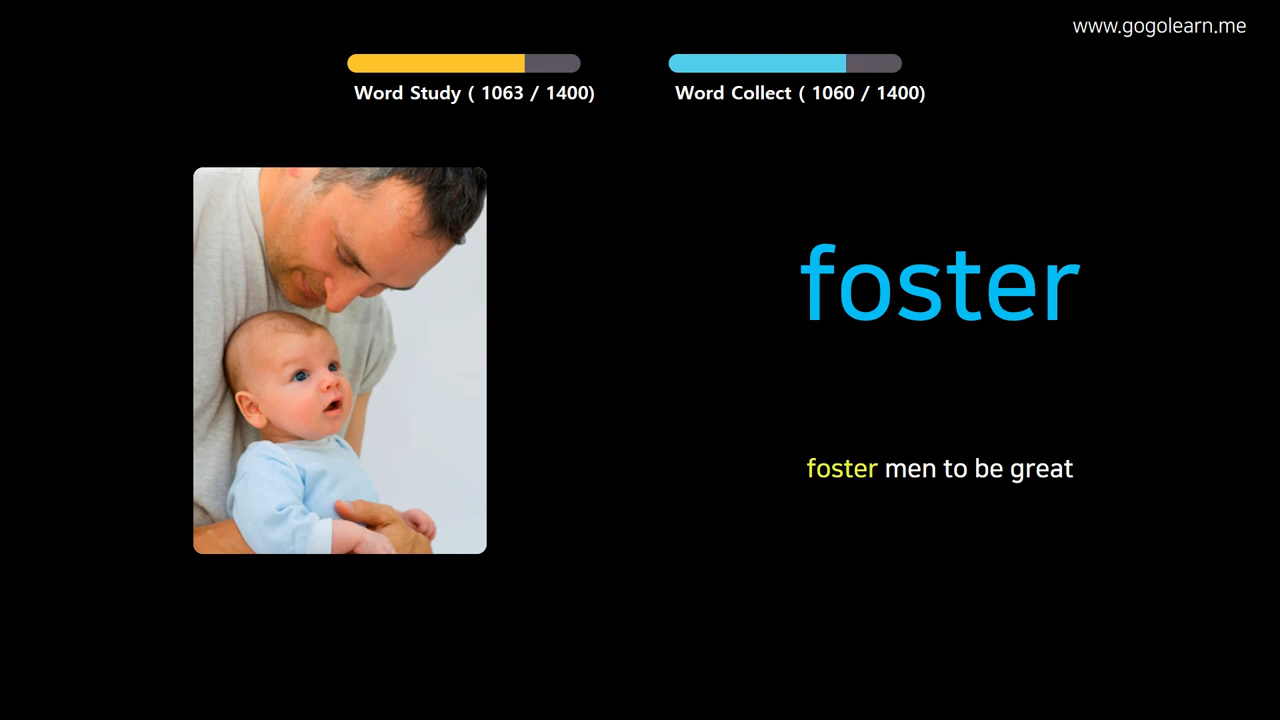 www.gogolearn.me
Word Study ( 1063 / 1400)
Word Collect ( 1060 / 1400)
foster
foster men to be great